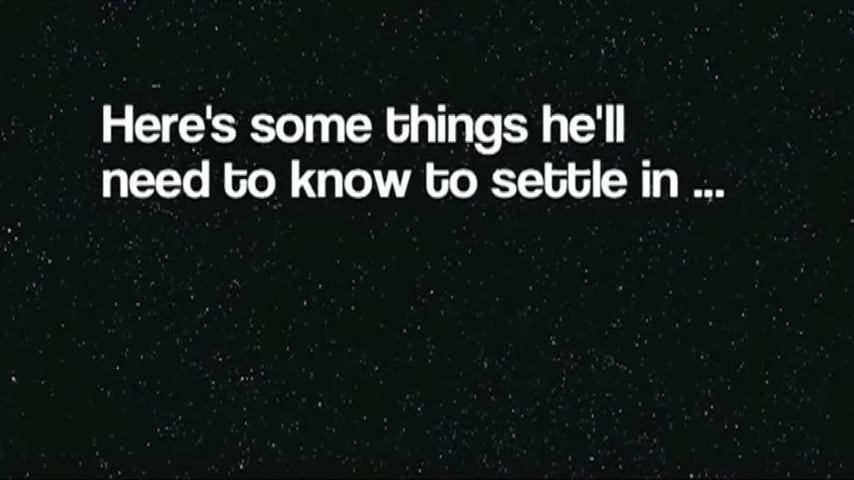 Here's some things he'll
need to know to settle in ...